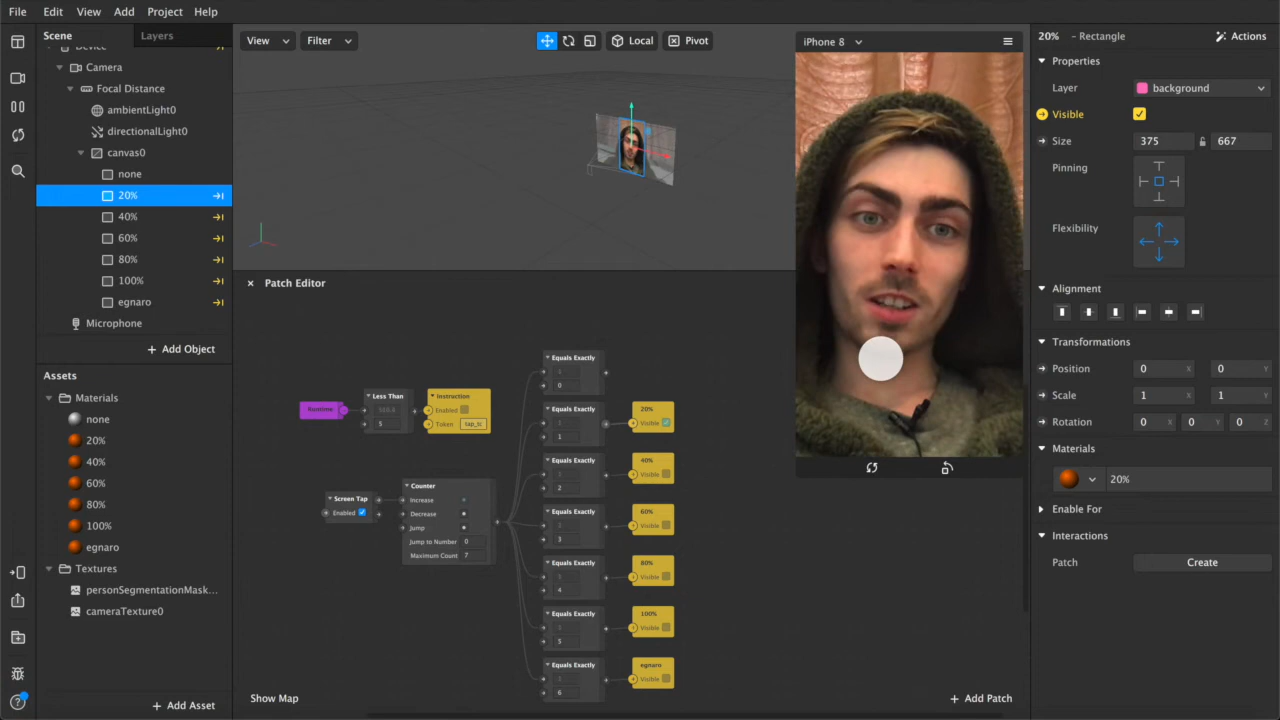 File Edit View Add Project Help
Scene Layers
Device
Camera
Focal Distance
ambientLight0
directionalLight0
canvas0
none
20%
40%
60%
80%
100%
egnaro
Microphone
+ Add Object
Assets
Materials
none
20%
40%
60%
80%
100%
egnaro
Textures
personSegmentationMask...
cameraTexture0
+ Add Asset
View Filter Local Pivot
Patch Editor
Runtime
Less Than
5
Instruction
Enabled
Token
Screen Tap
Enabled
Counter
Increase
Decrease
Jump
Jump to Number 0
Maximum Count 7
Equals Exactly
1
0
Equals Exactly
1
1
20%
Visible
Equals Exactly
1
2
40%
Visible
Equals Exactly
1
3
60%
Visible
Equals Exactly
1
4
80%
Visible
Equals Exactly
1
5
100%
Visible
Equals Exactly
1
6
egnaro
Visible
Show Map
+ Add Patch
iPhone 8
20% - Rectangle Actions
Properties
Layer background
Visible
Size 375 667
Pinning
Flexibility
Alignment
Transformations
Position 0 X 0 Y
Scale 1 X 1 Y
Rotation 0 X 0 Y 0 Z
Materials
20%
Enable For
Interactions
Patch Create